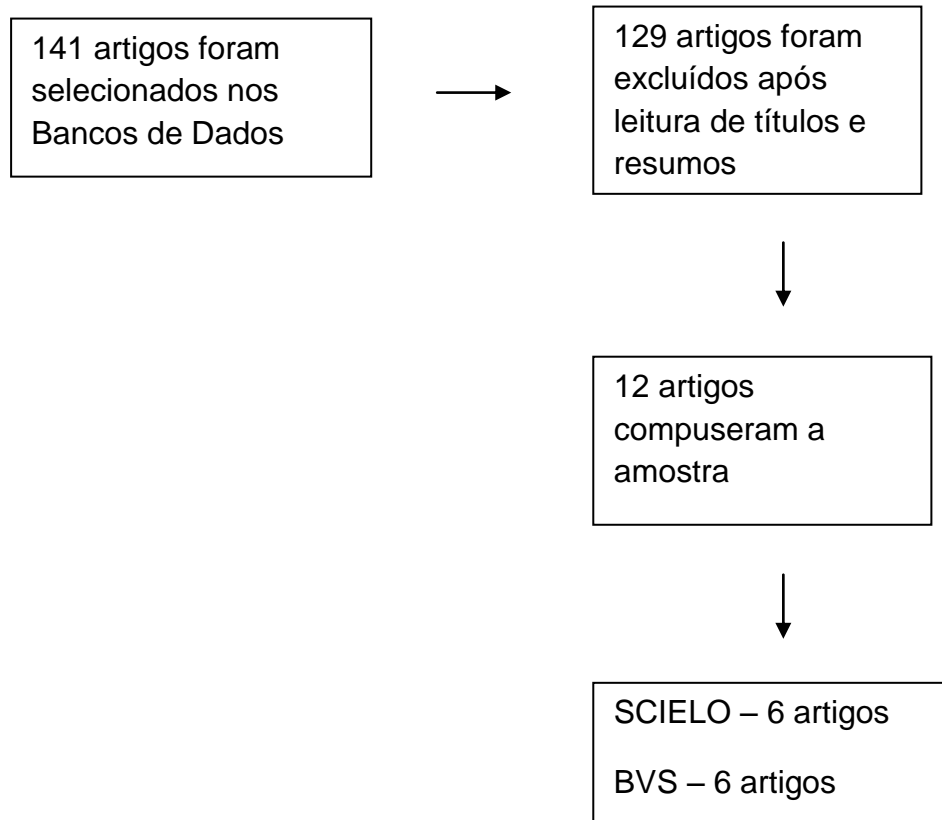 141 artigos foram
selecionados nos
Bancos de Dados
129 artigos foram
excluídos após
leitura de títulos e
resumos
12 artigos
compuseram a
amostra
SCIELO – 6 artigos
BVS – 6 artigos